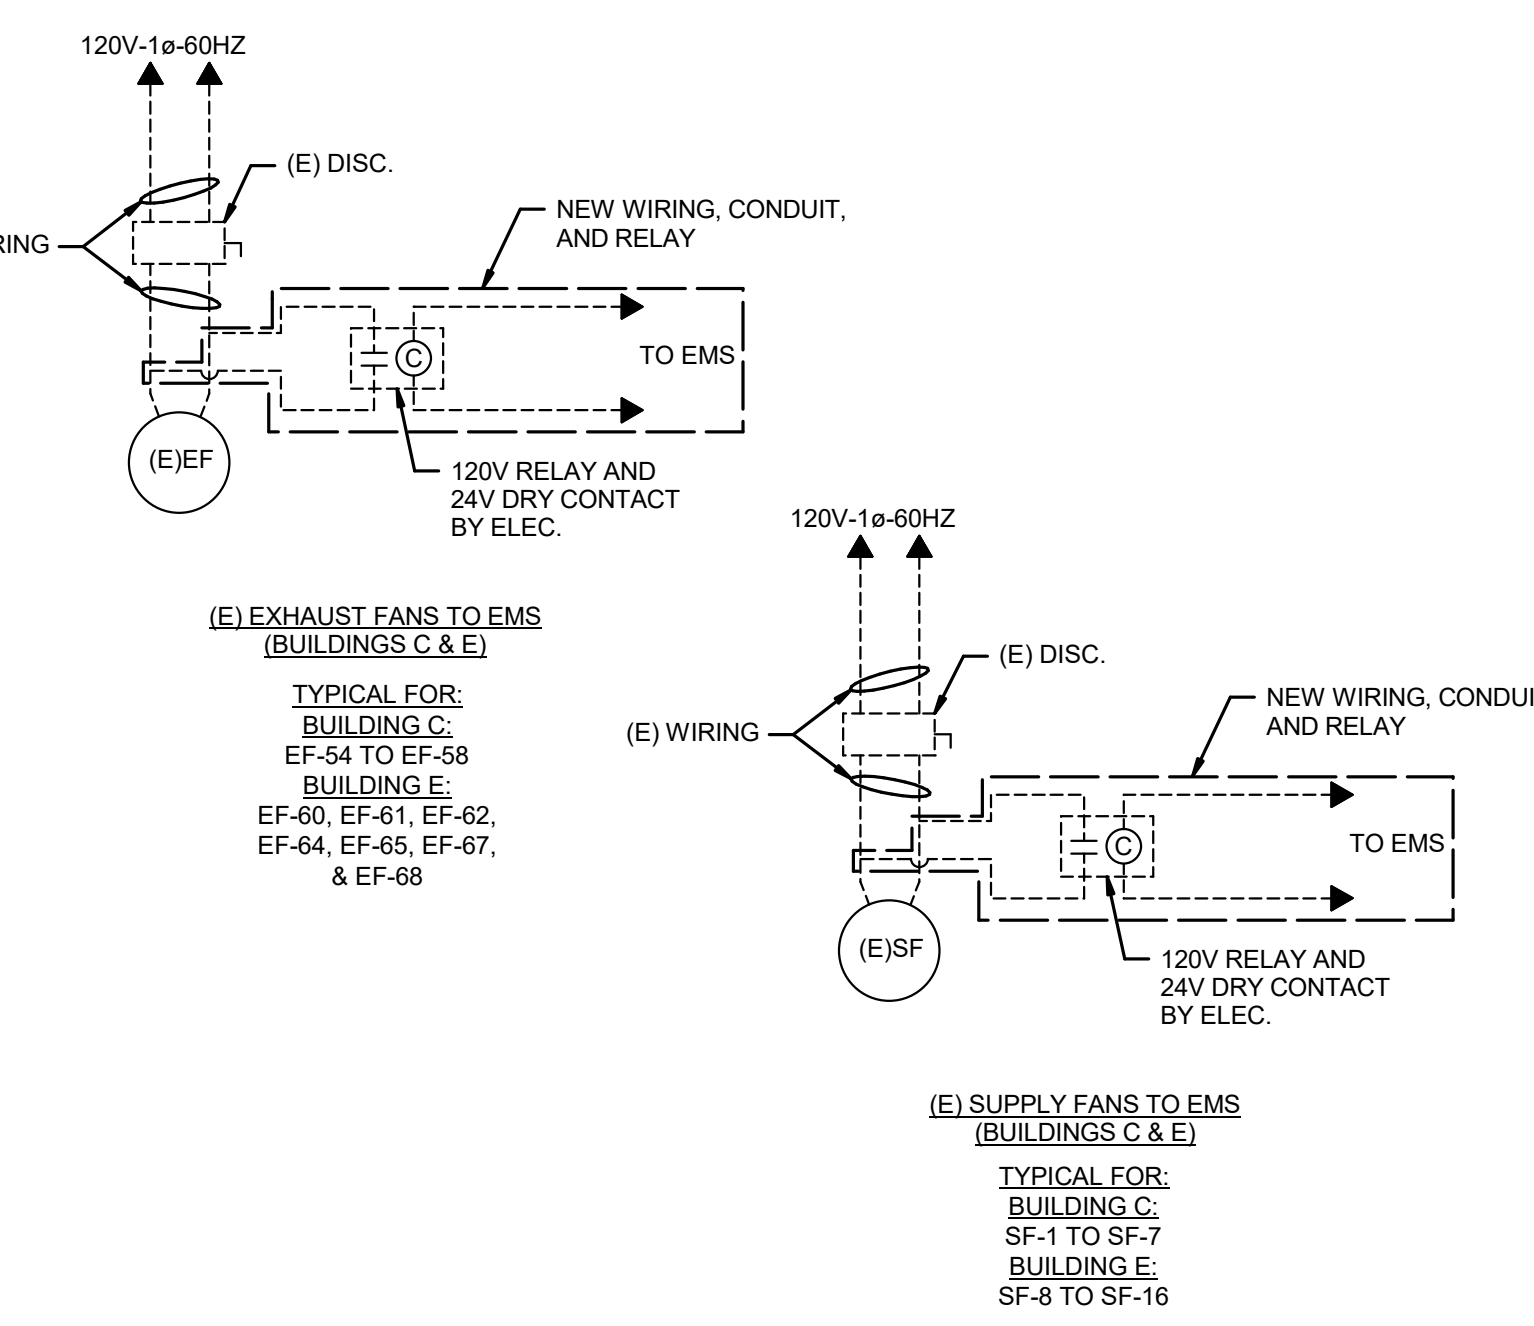 120V-1ø-60HZ
(E) DISC.
NEW WIRING, CONDUIT,
AND RELAY
RING
TO EMS
C
(E)EF
120V RELAY AND
24V DRY CONTACT
BY ELEC.
(E) EXHAUST FANS TO EMS
(BUILDINGS C & E)
TYPICAL FOR:
BUILDING C:
EF-54 TO EF-58
BUILDING E:
EF-60, EF-61, EF-62,
EF-64, EF-65, EF-67,
& EF-68
120V-1ø-60HZ
(E) DISC.
NEW WIRING, CONDUI
AND RELAY
(E) WIRING
TO EMS
C
(E)SF
120V RELAY AND
24V DRY CONTACT
BY ELEC.
(E) SUPPLY FANS TO EMS
(BUILDINGS C & E)
TYPICAL FOR:
BUILDING C:
SF-1 TO SF-7
BUILDING E:
SF-8 TO SF-16